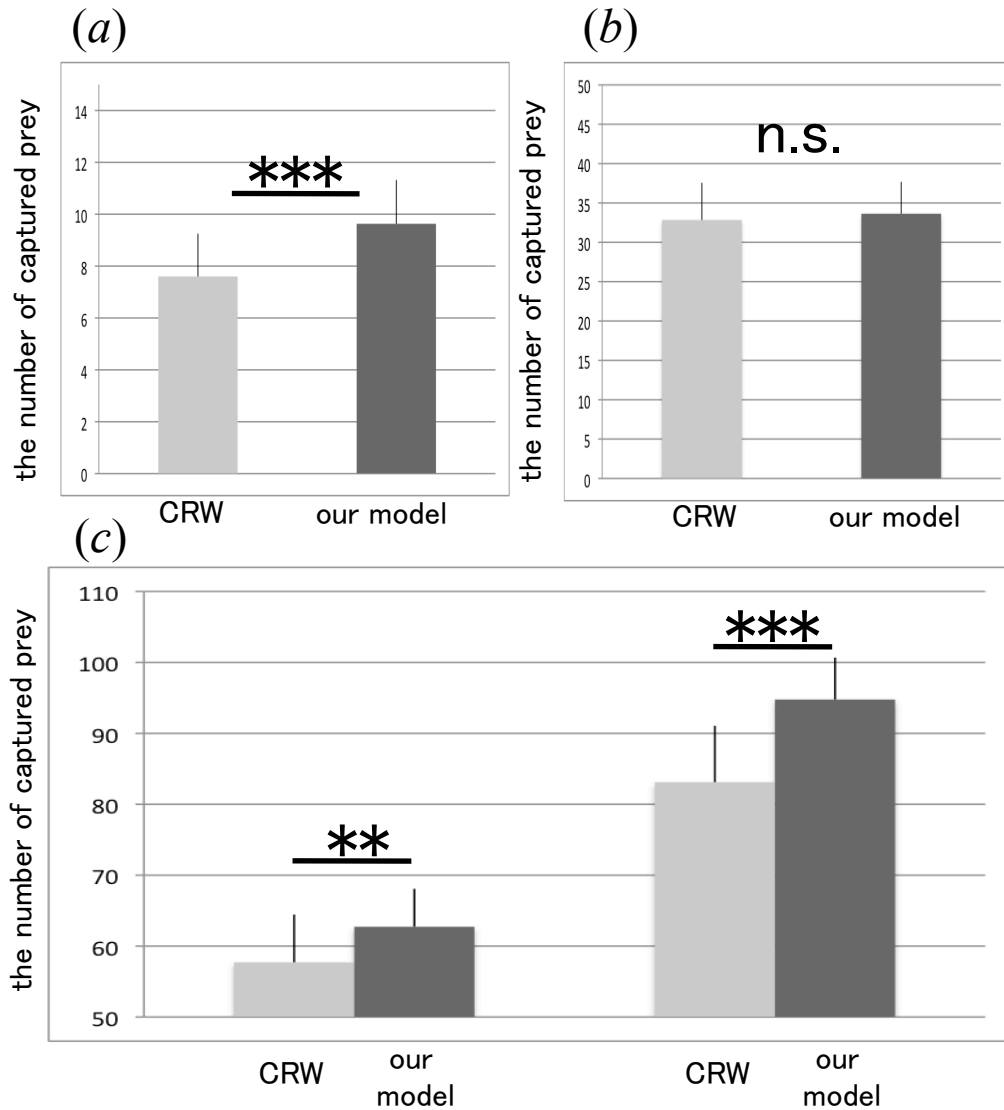 (a)
the number of captured prey
14
12
10
8
6
4
2
0
***
CRW
our model
(b)
the number of captured prey
50
45
40
35
30
25
20
15
10
5
0
n.s.
CRW
our model
(c)
the number of captured prey
110
100
90
80
70
60
50
**
***
CRW
our
model
CRW
our
model